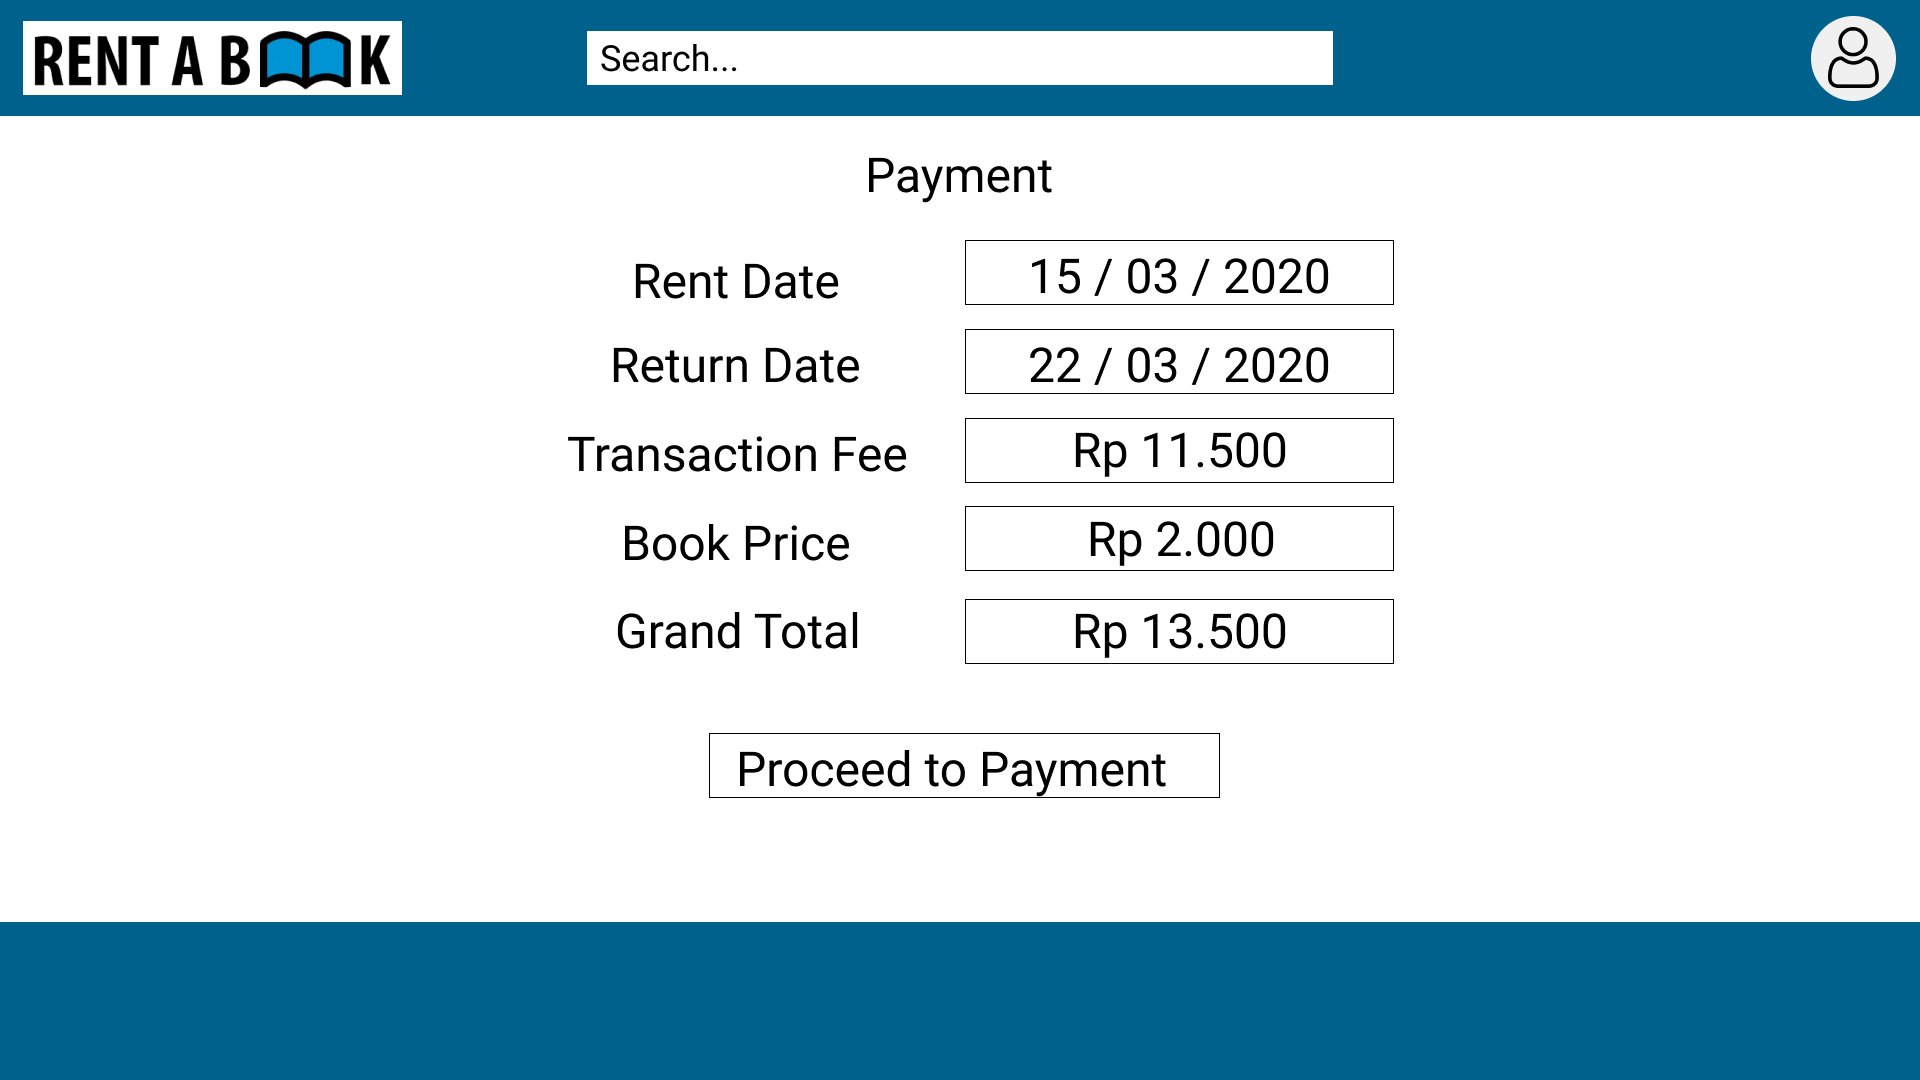 RENT A BOOK
Search...
Payment
Rent Date 15 / 03 / 2020
Return Date 22 / 03 / 2020
Transaction Fee Rp 11.500
Book Price Rp 2.000
Grand Total Rp 13.500
Proceed to Payment